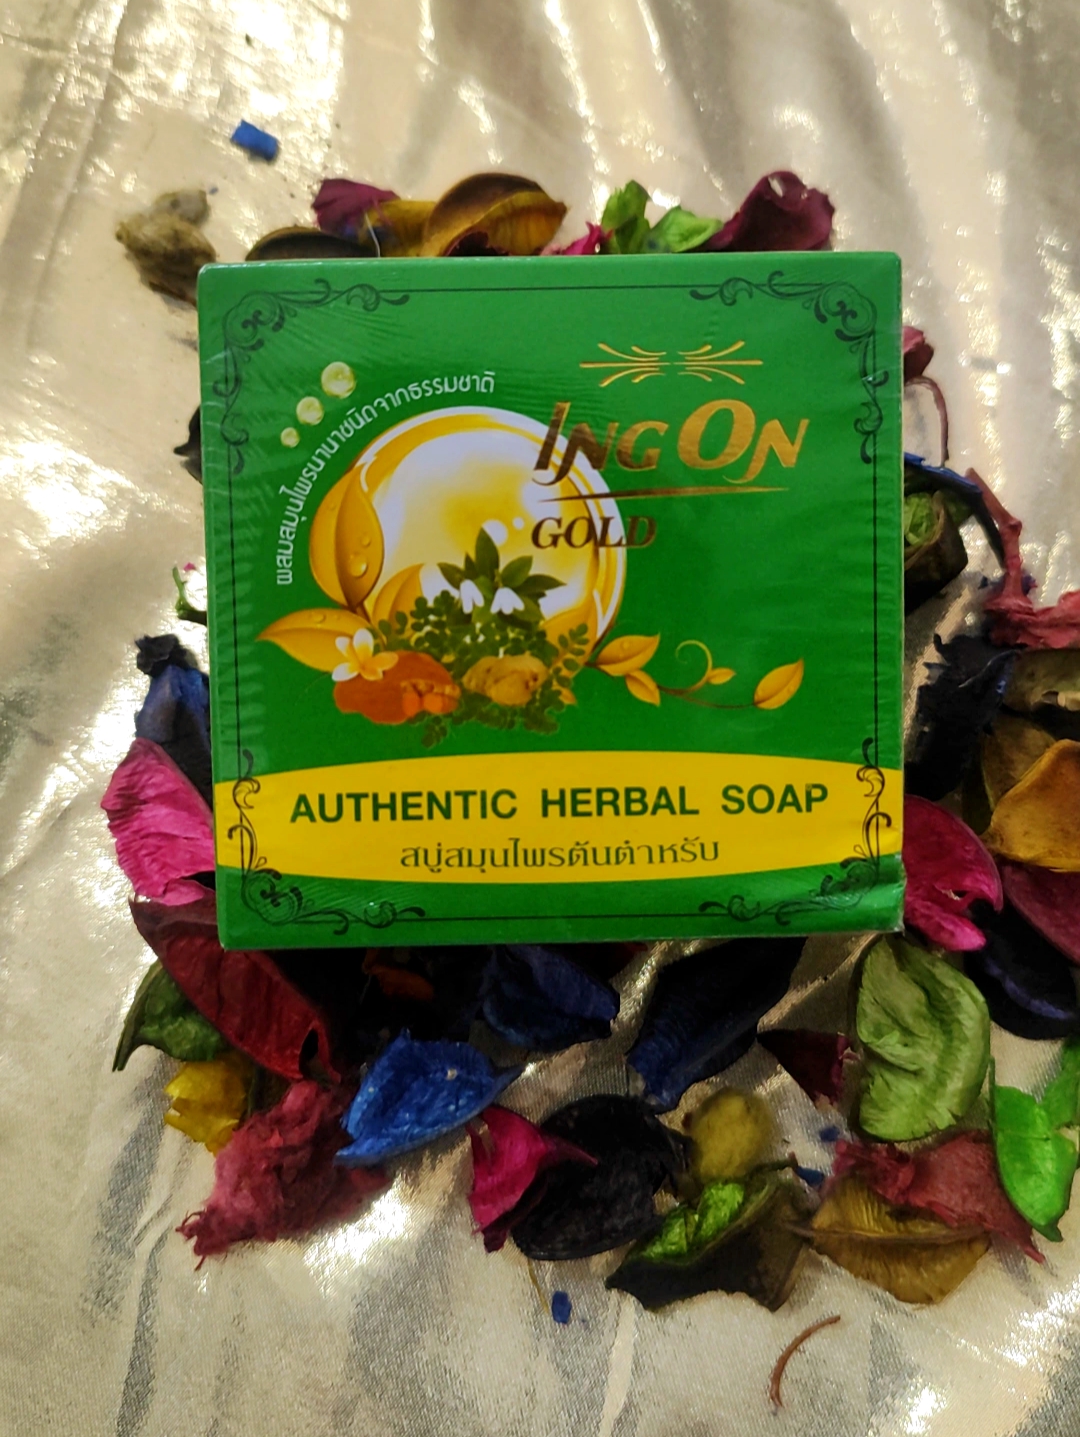 ผสมสมุนไพรนานาชนิดจากธรรมชาติ
ING ON
GOLD
AUTHENTIC HERBAL SOAP
สบู่สมุนไพรต้นตำหรับ